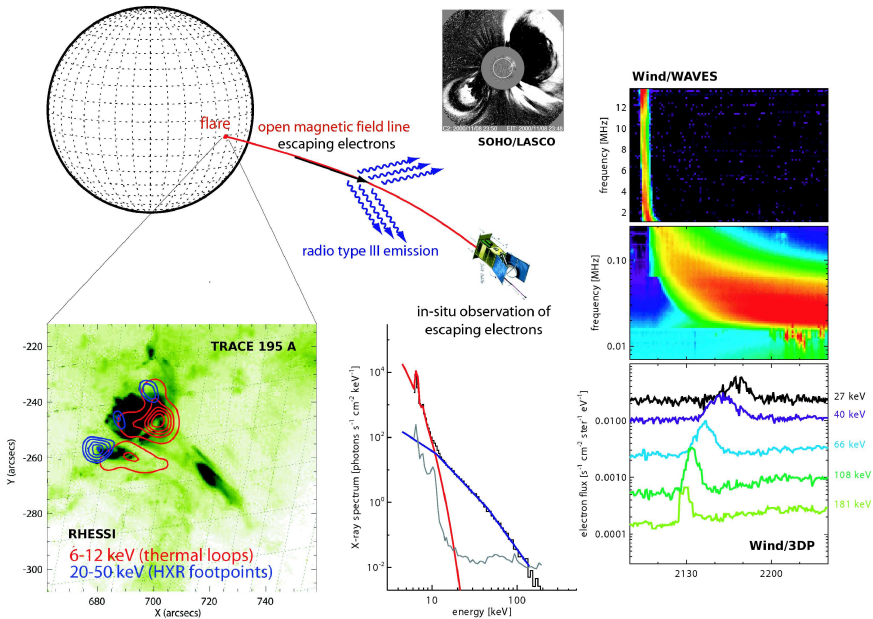 flare
open magnetic field line
escaping electrons
radio type III emission
SOHO/LASCO
in-situ observation of
escaping electrons
TRACE 195 A
-220
-240
-260
-280
-300
Y (arcsecs)
RHESSI
6-12 keV (thermal loops)
20-50 keV (HXR footpoints)
680
700
720
740
X (arcsecs)
X-ray spectrum [photons s⁻¹ cm⁻² keV⁻¹]
10⁴
10²
10⁰
10⁻²
10
100
energy [keV]
Wind/WAVES
frequency [MHz]
12
10
8
6
4
2
frequency [MHz]
0.10
0.01
electron flux [s⁻¹ cm⁻² ster⁻¹ eV⁻¹]
0.0100
0.0010
0.0001
27 keV
40 keV
66 keV
108 keV
181 keV
Wind/3DP
2130
2200